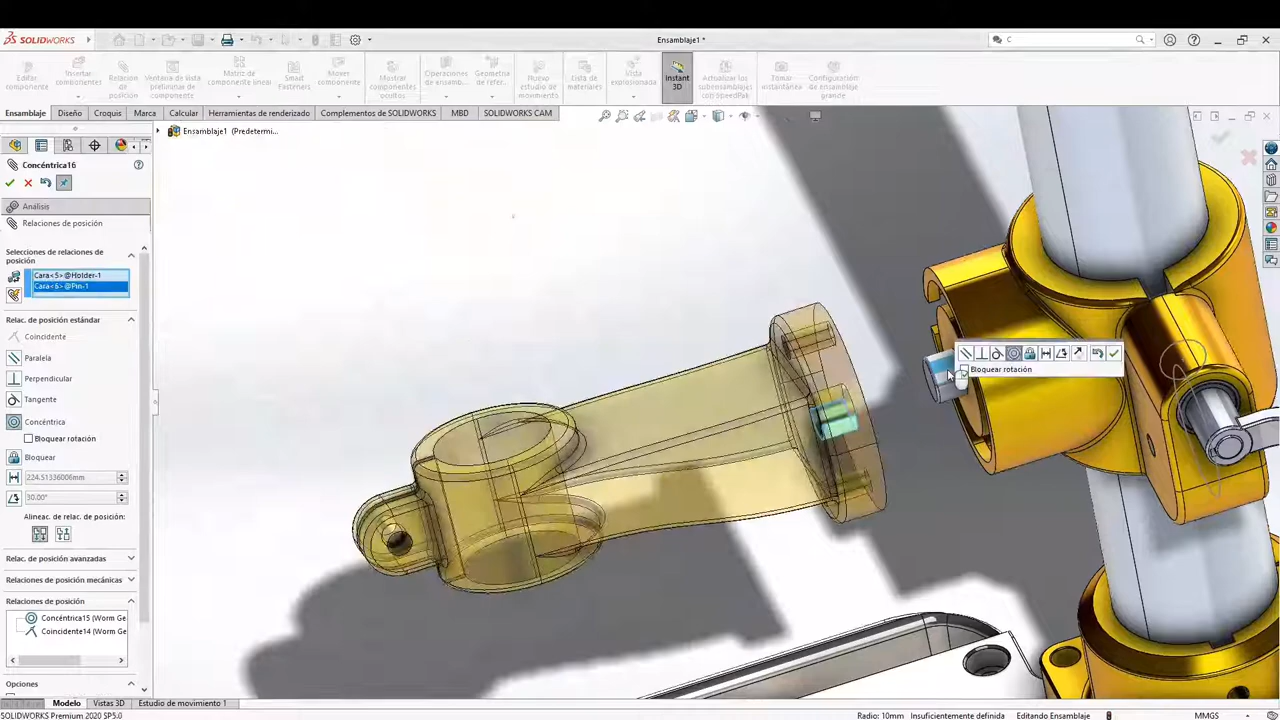 SOLIDWORKS
Ensamblaje1 *
C
Editar componente
Insertar componentes
Relación de posición
Ventana de vista preliminar de componente
Matriz de componente lineal
Smart Fasteners
Mover componente
Mostrar componentes ocultos
Operaciones de ensamb...
Geometría de refer...
Nuevo estudio de movimiento
Lista de materiales
Vista explosionada
Instant 3D
Actualizar los subensamblajes con SpeedPak
Tomar instantánea
Configuración de ensamblaje grande
Ensamblaje
Diseño
Croquis
Marca
Calcular
Herramientas de renderizado
Complementos de SOLIDWORKS
MBD
SOLIDWORKS CAM
Ensamblaje1 (Predetermi...
Concéntrica16
Análisis
Relaciones de posición
Selecciones de relaciones de posición
Cara<5>@Holder-1
Cara<6>@Pin-1
Relac. de posición estándar
Coincidente
Paralela
Perpendicular
Tangente
Concéntrica
Bloquear rotación
Bloquear
224.51336006mm
30.00°
Alineac. de relac. de posición:
Relac. de posición avanzadas
Relaciones de posición mecánicas
Relaciones de posición
Concéntrica15 (Worm Ge
Coincidente14 (Worm Ge
Opciones
Bloquear rotación
Modelo
Vistas 3D
Estudio de movimiento 1
SOLIDWORKS Premium 2020 SP5.0
Radio: 10mm
Insuficientemente definida
Editando Ensamblaje
MMGS